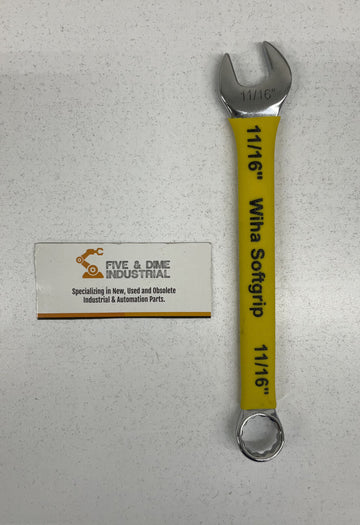 11/16"
11/16" Wiha Softgrip 11/16"
FIVE & DIME
INDUSTRIAL
Specializing in New, Used and Obsolete
Industrial & Automation Parts.